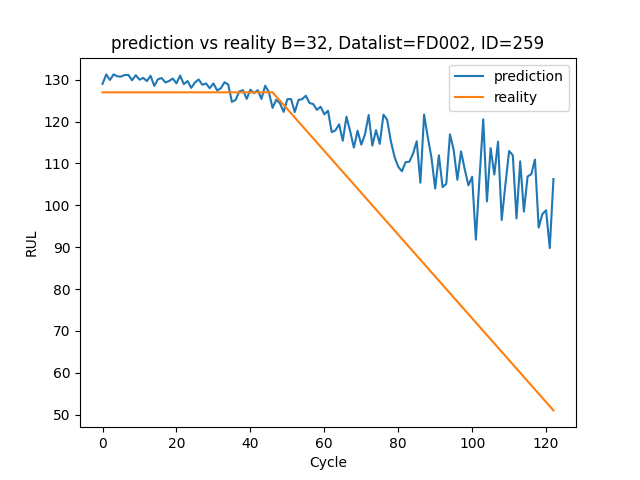 prediction vs reality B=32, Datalist=FD002, ID=259
prediction
reality
RUL
130
120
110
100
90
80
70
60
50
0 20 40 60 80 100 120
Cycle